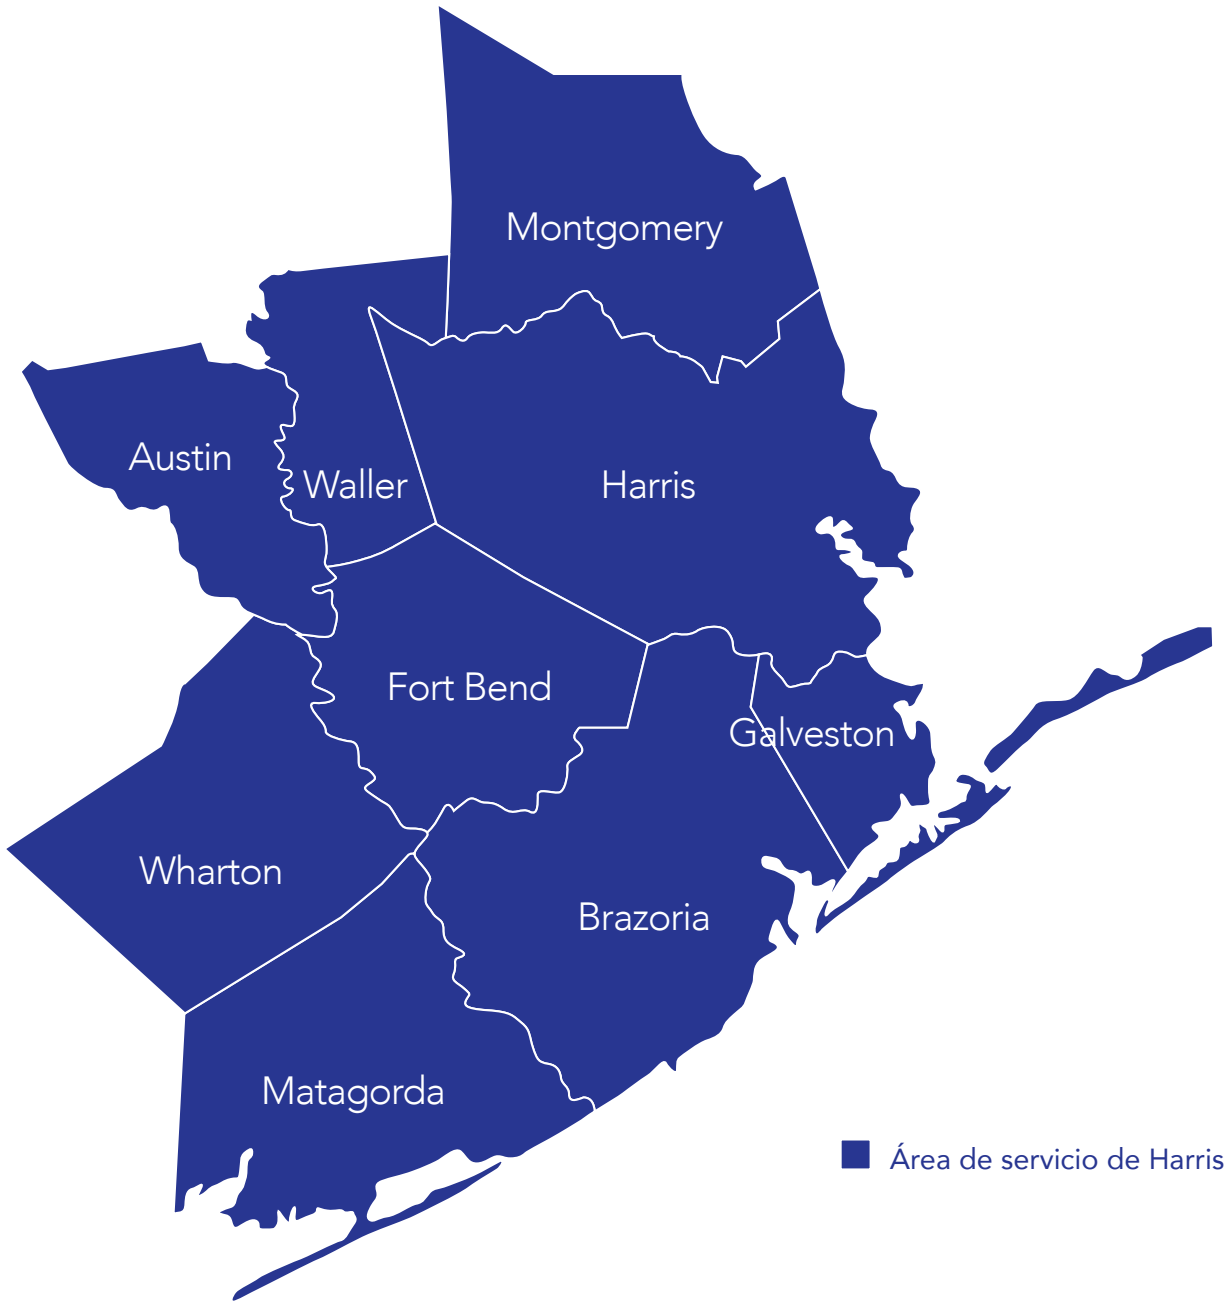 Montgomery
Austin
Waller
Harris
Fort Bend
Galveston
Wharton
Brazoria
Matagorda
Área de servicio de Harris